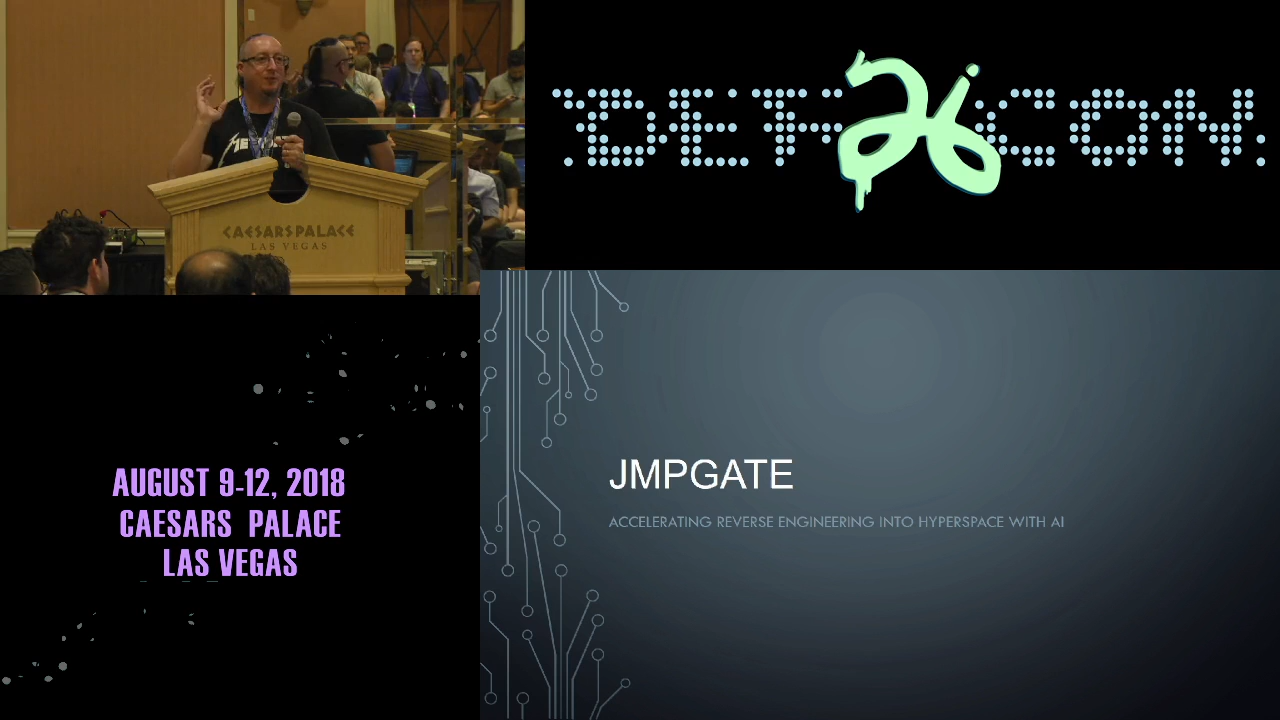 DEF 26 CON
CAESARS PALACE
LAS VEGAS
AUGUST 9-12, 2018
CAESARS PALACE
LAS VEGAS
JMPGATE
ACCELERATING REVERSE ENGINEERING INTO HYPERSPACE WITH AI